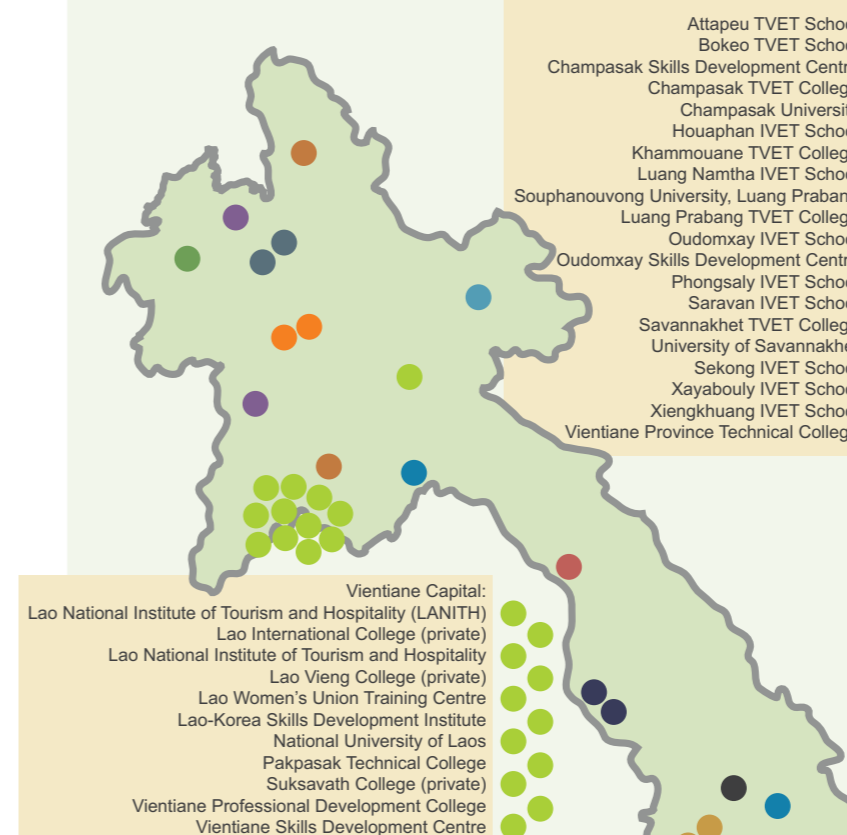 Attapeu TVET Schoo
Bokeo TVET Schoo
Champasak Skills Development Centr
Champasak TVET Colleg
Champasak Universit
Houaphan IVET Schoo
Khammouane TVET Colleg
Luang Namtha IVET Schoo
Souphanouvong University, Luang Praban
Luang Prabang TVET Colleg
Oudomxay IVET Schoo
Oudomxay Skills Development Centr
Phongsaly IVET Schoo
Saravan IVET Schoo
Savannakhet TVET Colleg
University of Savannakhe
Sekong IVET Schoo
Xayabouly IVET Schoo
Xiengkhuang IVET Schoo
Vientiane Province Technical Colleg
Vientiane Capital:
Lao National Institute of Tourism and Hospitality (LANITH)
Lao International College (private)
Lao National Institute of Tourism and Hospitality
Lao Vieng College (private)
Lao Women's Union Training Centre
Lao-Korea Skills Development Institute
National University of Laos
Pakpasak Technical College
Suksavath College (private)
Vientiane Professional Development College
Vientiane Skills Development Centre